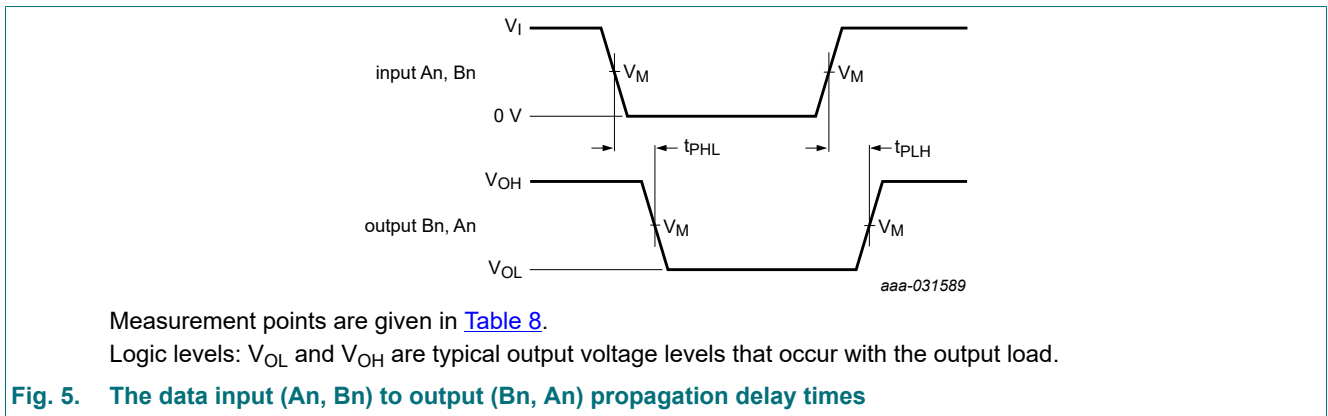 VI
input An, Bn
VM
VM
0 V
tPHL
tPLH
VOH
output Bn, An
VM
VM
VOL
aaa-031589
Measurement points are given in Table 8.
Logic levels: VOL and VOH are typical output voltage levels that occur with the output load.
Fig. 5. The data input (An, Bn) to output (Bn, An) propagation delay times